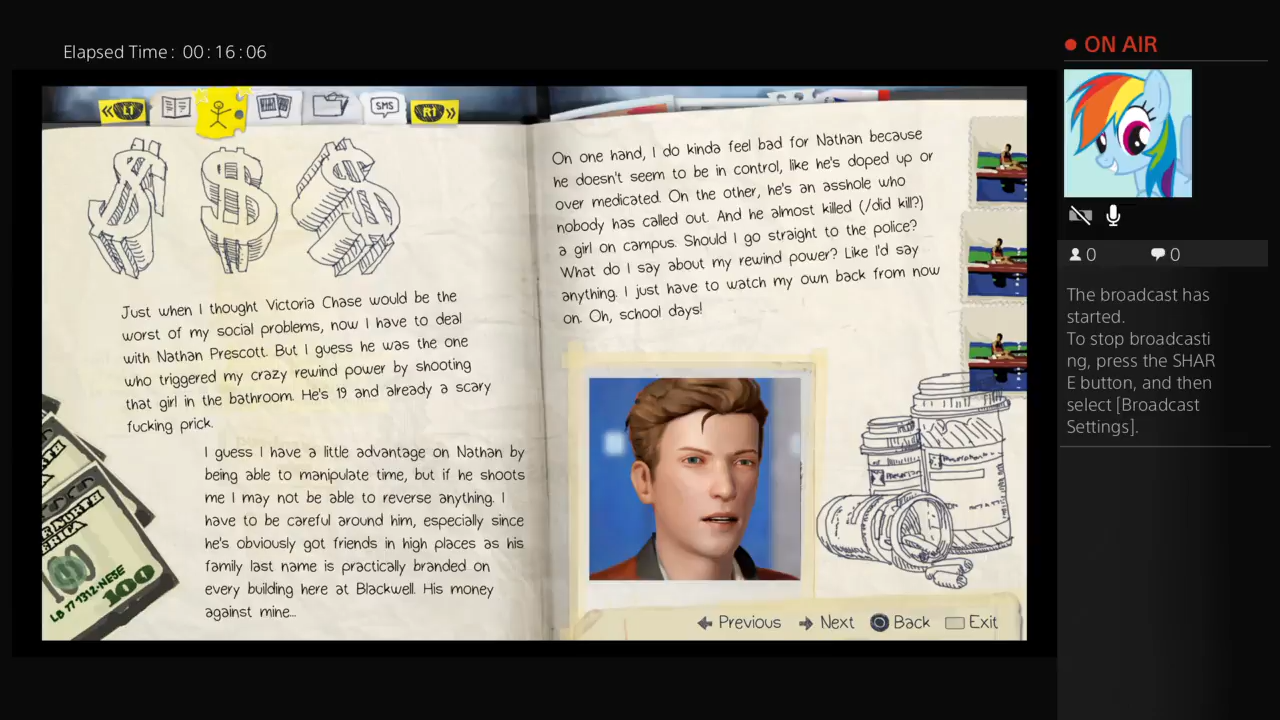 Elapsed Time: 00:16:06
ON AIR
L1
SMS
R1
Just when I thought Victoria Chase would be the
worst of my social problems, now I have to deal
with Nathan Prescott. But I guess he was the one
who triggered my crazy rewind power by shooting
that girl in the bathroom. He's 19 and already a scary
fucking prick.
I guess I have a little advantage on Nathan by
being able to manipulate time, but if he shoots
me I may not be able to reverse anything. I
have to be careful around him, especially since
he's obviously got friends in high places as his
family last name is practically branded on
every building here at Blackwell. His money
against mine...
100
LB 77 1312-NESE
On one hand, I do kinda feel bad for Nathan because
he doesn't seem to be in control, like he's doped up or
over medicated. On the other, he's an asshole who
nobody has called out. And he almost killed (/did kill?)
a girl on campus. Should I go straight to the police?
What do I say about my rewind power? Like I'd say
anything. I just have to watch my own back from now
on. Oh, school days!
Previous
Next
Back
Exit
0
0
The broadcast has
started.
To stop broadcasti
ng, press the SHAR
E button, and then
select [Broadcast
Settings].